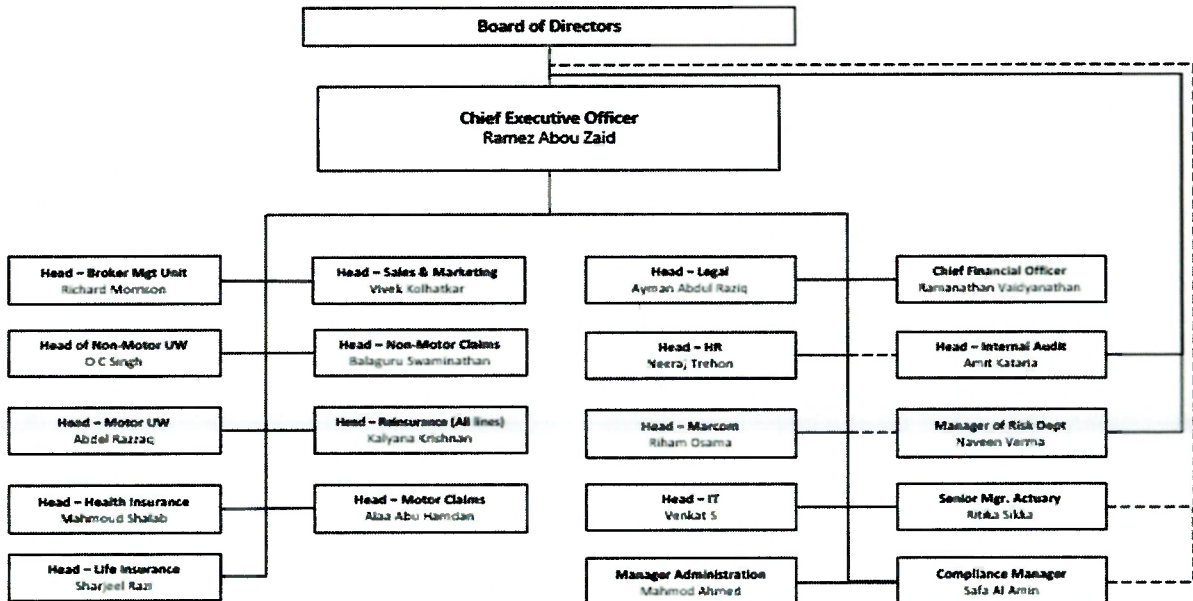 Board of Directors
Chief Executive Officer
Ramez Abou Zaid
Head – Broker Mgt Unit
Richard Morrison
Head – Sales & Marketing
Vivek Kolhatkar
Head – Legal
Ayman Abdul Raziq
Chief Financial Officer
Ramanathan Vaidyanathan
Head of Non-Motor UW
O C Singh
Head – Non-Motor Claims
Balaguru Swaminathan
Head – HR
Neeraj Trehon
Head – Internal Audit
Amit Kataria
Head – Motor UW
Abdel Razzaq
Head – Reinsurance (All lines)
Kalyana Krishnan
Head – Marcom
Riham Osama
Manager of Risk Dept
Naveen Verma
Head – Health Insurance
Mahmoud Shalab
Head – Motor Claims
Alaa Abu Hamdan
Head – IT
Venkat S
Senior Mgr. Actuary
Ritika Sikka
Head – Life Insurance
Sharjeel Razi
Manager Administration
Mahmod Ahmed
Compliance Manager
Safa Al Amin